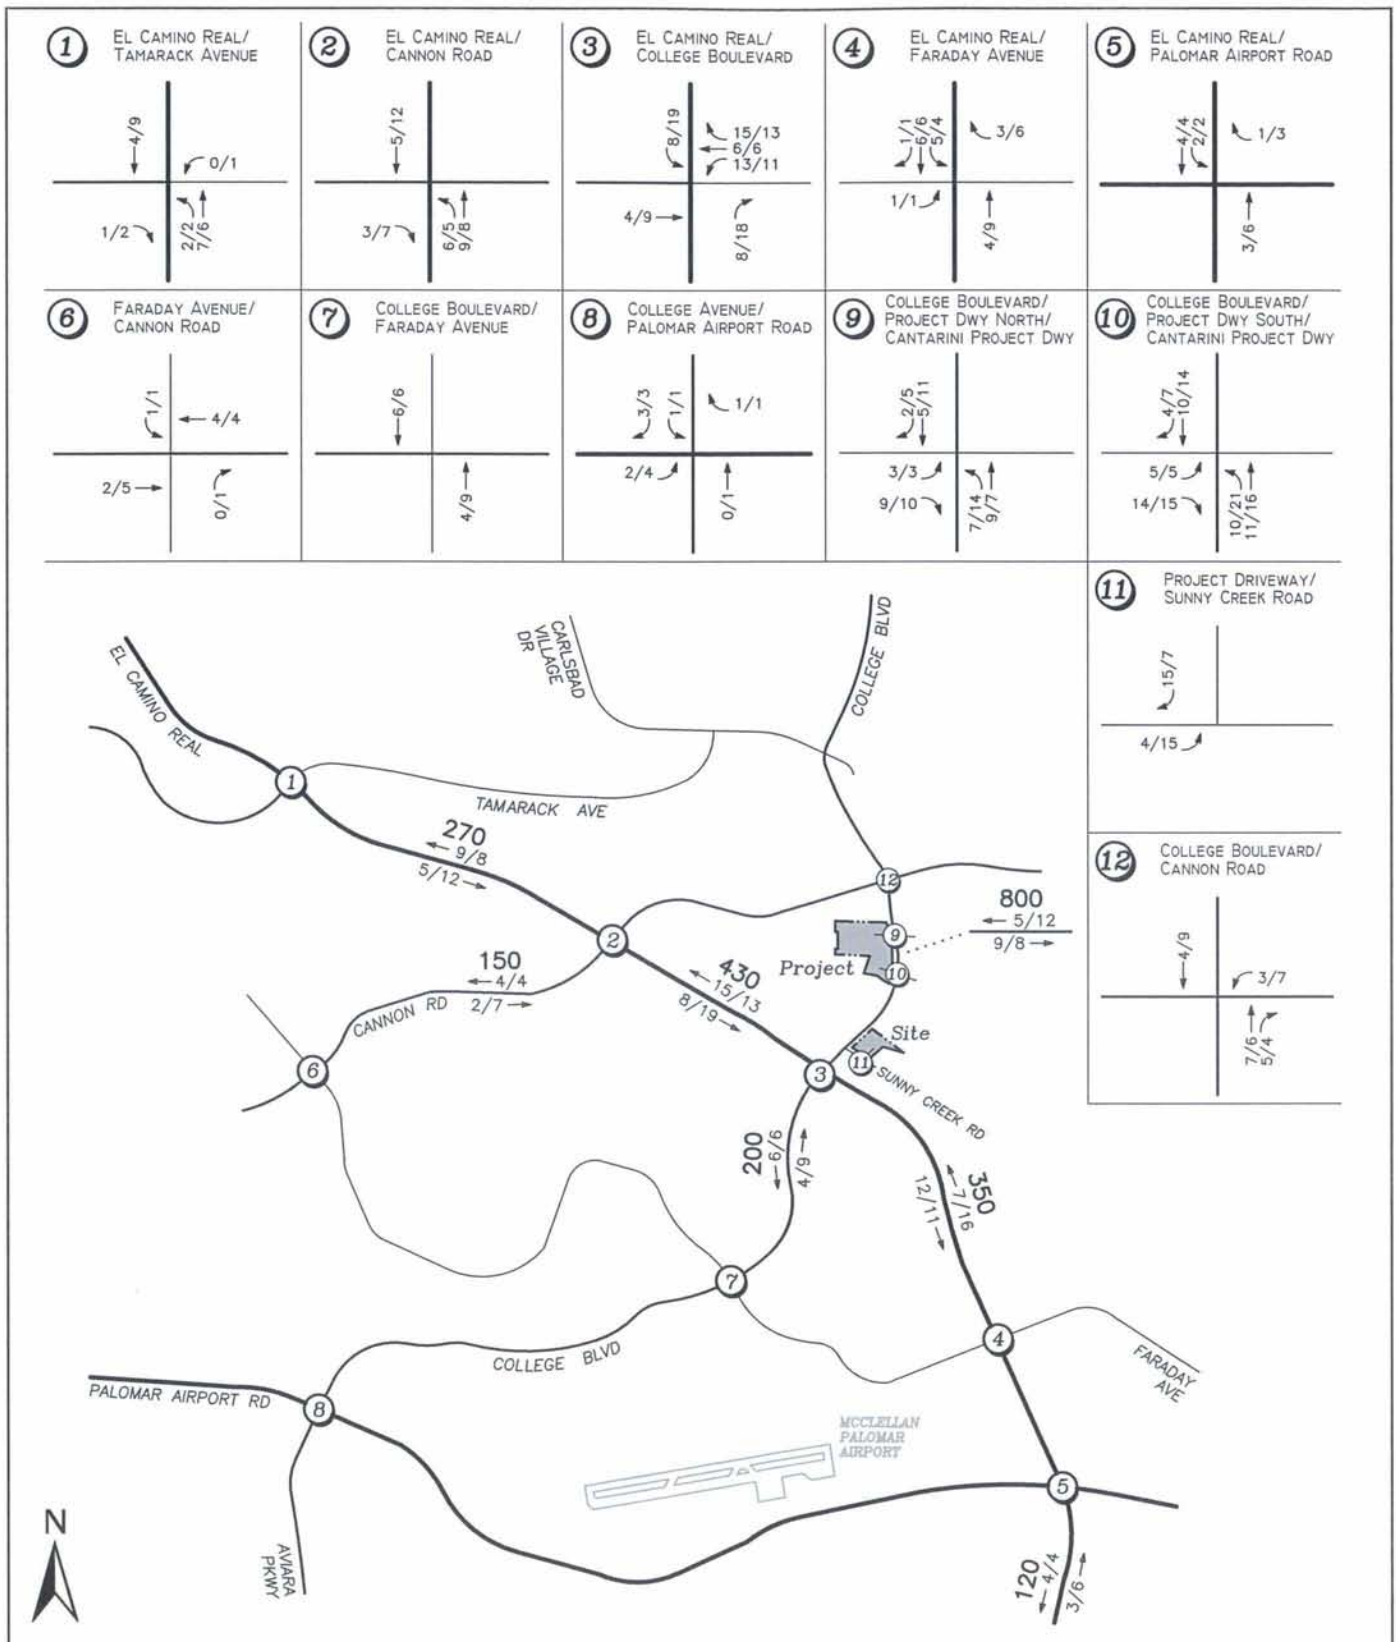 1
EL CAMINO REAL/
TAMARACK AVENUE
4/9
0/1
1/2
2/2
7/6
2
EL CAMINO REAL/
CANNON ROAD
5/12
3/7
6/5
9/8
3
EL CAMINO REAL/
COLLEGE BOULEVARD
8/19
15/13
6/6
13/11
4/9
8/18
4
EL CAMINO REAL/
FARADAY AVENUE
1/1
6/6
5/4
3/6
1/1
4/9
5
EL CAMINO REAL/
PALOMAR AIRPORT ROAD
4/4
2/2
1/3
3/6
6
FARADAY AVENUE/
CANNON ROAD
1/1
4/4
2/5
0/1
7
COLLEGE BOULEVARD/
FARADAY AVENUE
6/6
4/9
8
COLLEGE AVENUE/
PALOMAR AIRPORT ROAD
3/3
1/1
1/1
2/4
0/1
9
COLLEGE BOULEVARD/
PROJECT DWY NORTH/
CANTARINI PROJECT DWY
2/5
5/11
3/3
9/10
7/14
9/7
10
COLLEGE BOULEVARD/
PROJECT DWY SOUTH/
CANTARINI PROJECT DWY
4/7
10/14
5/5
14/15
10/21
11/16
11
PROJECT DRIVEWAY/
SUNNY CREEK ROAD
15/7
4/15
12
COLLEGE BOULEVARD/
CANNON ROAD
4/9
3/7
7/6
5/4
EL CAMINO REAL
CARLSBAD
VILLAGE
DR
COLLEGE BLVD
1
TAMARACK AVE
270
9/8
5/12
12
800
5/12
9/8
2
9
Project
10
150
4/4
2/7
CANNON RD
430
15/13
8/19
Site
6
3
11
SUNNY CREEK RD
200
6/6
4/9
350
7/16
12/11
7
4
COLLEGE BLVD
FARADAY
AVE
PALOMAR AIRPORT RD
8
MCCLELLAN
PALOMAR
AIRPORT
5
N
AVIARA
PKWY
120
4/4
3/6